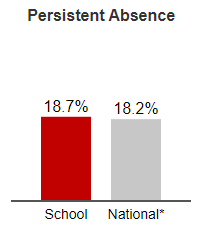 Persistent Absence
18.7% 18.2%
School National*